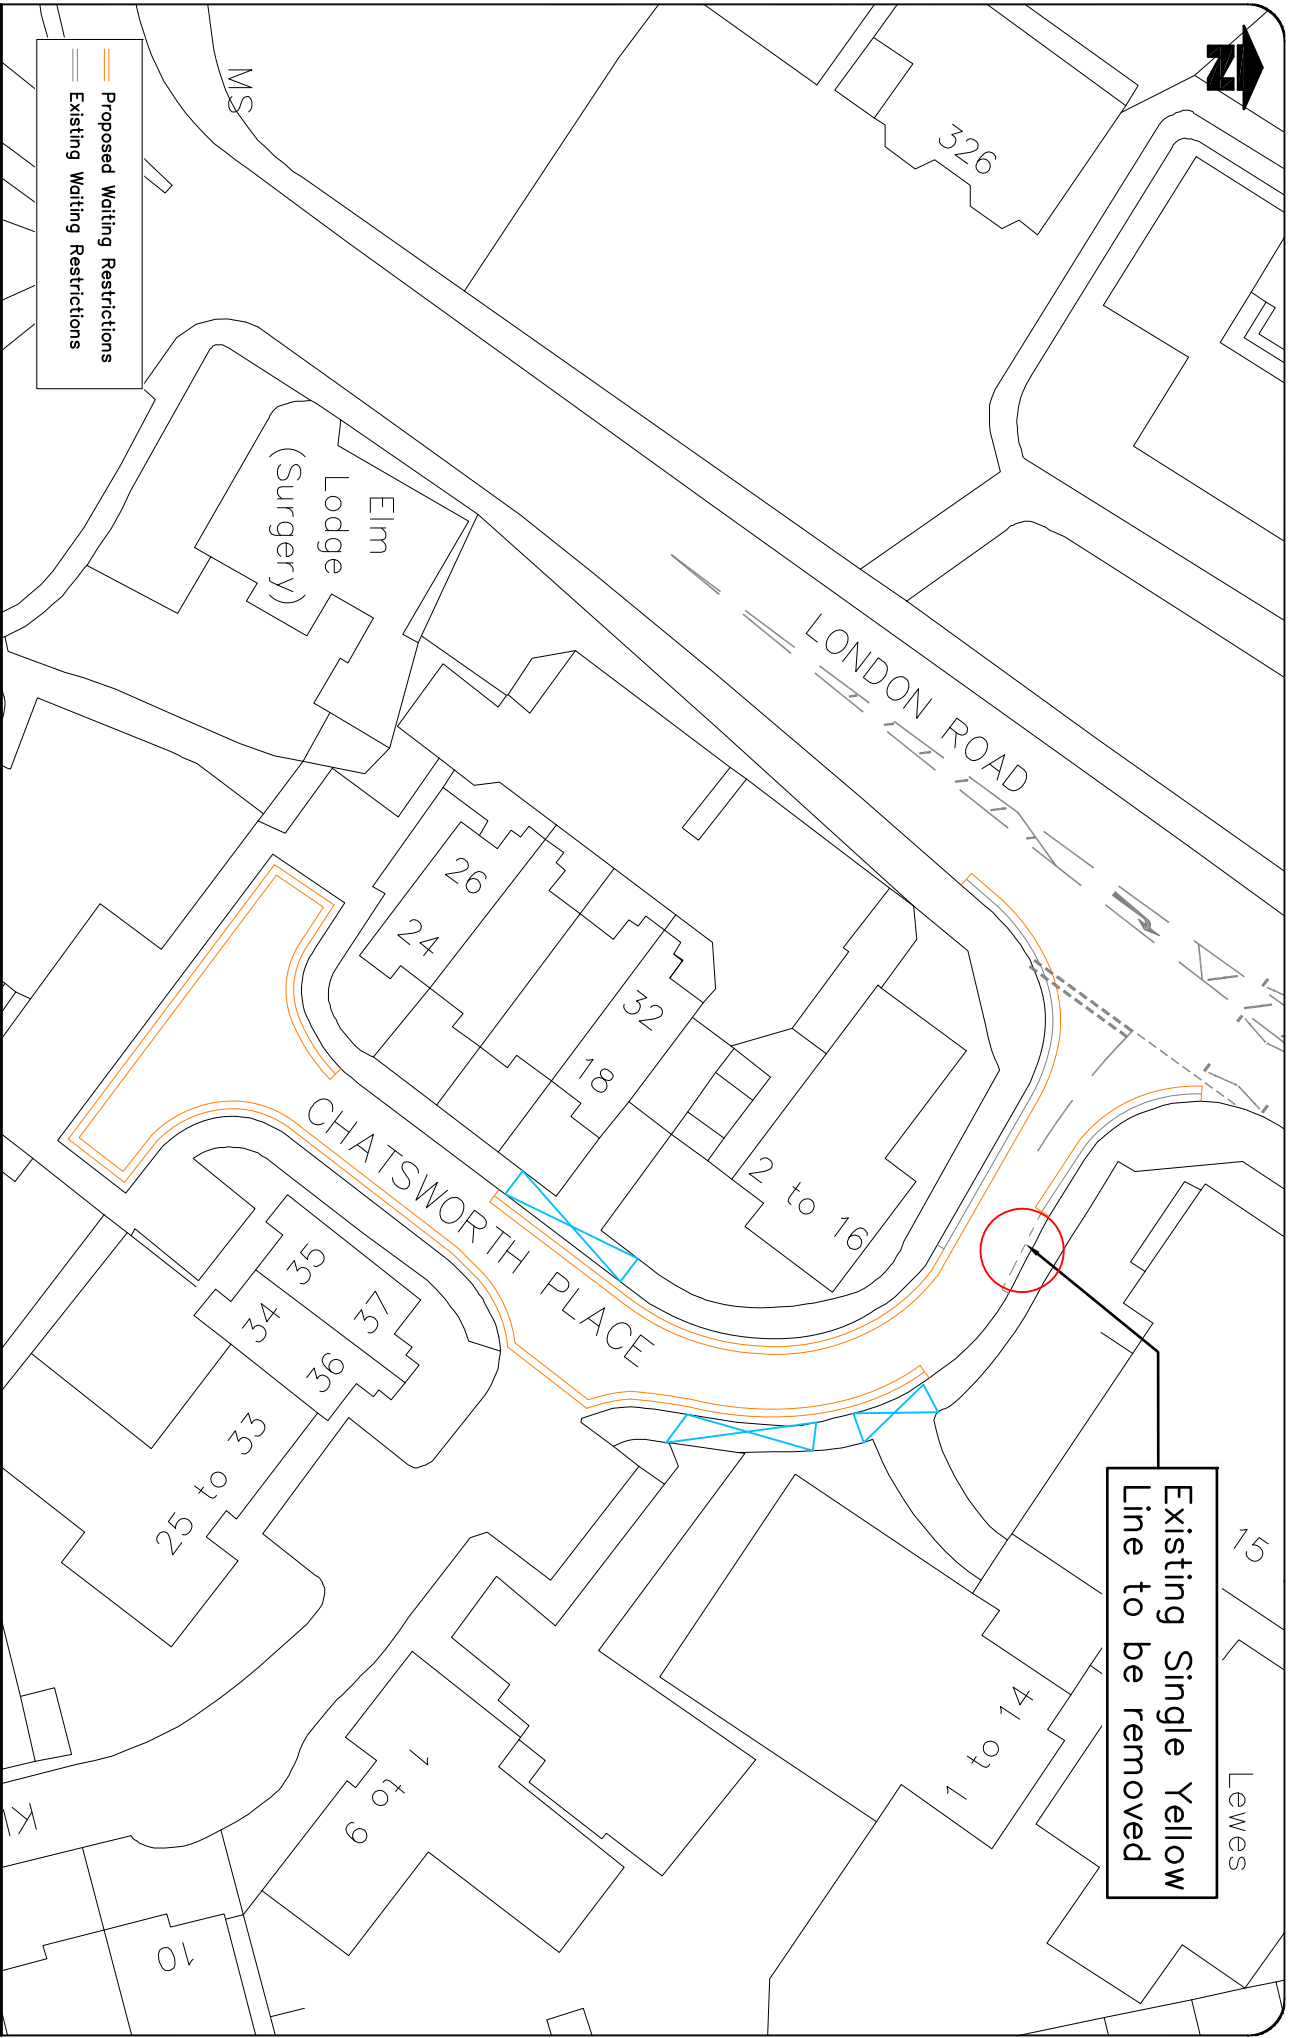 N
326
15
Lewes
MS
LONDON ROAD
Elm
Lodge
(Surgery)
Existing Single Yellow
Line to be removed
2 to 16
32
18
26
24
CHATSWORTH PLACE
1 to 14
35
37
34
36
25 to 33
1 to 9
10
KI
Proposed Waiting Restrictions
Existing Waiting Restrictions